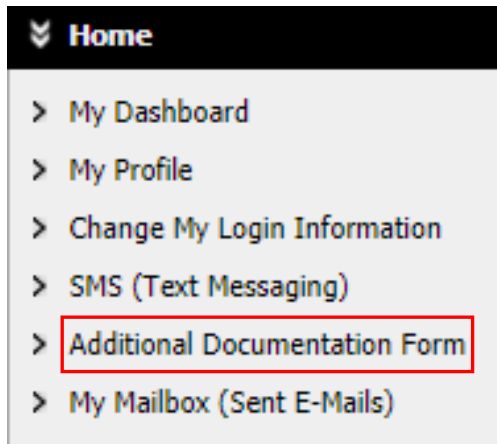 Home
My Dashboard
My Profile
Change My Login Information
SMS (Text Messaging)
Additional Documentation Form
My Mailbox (Sent E-Mails)